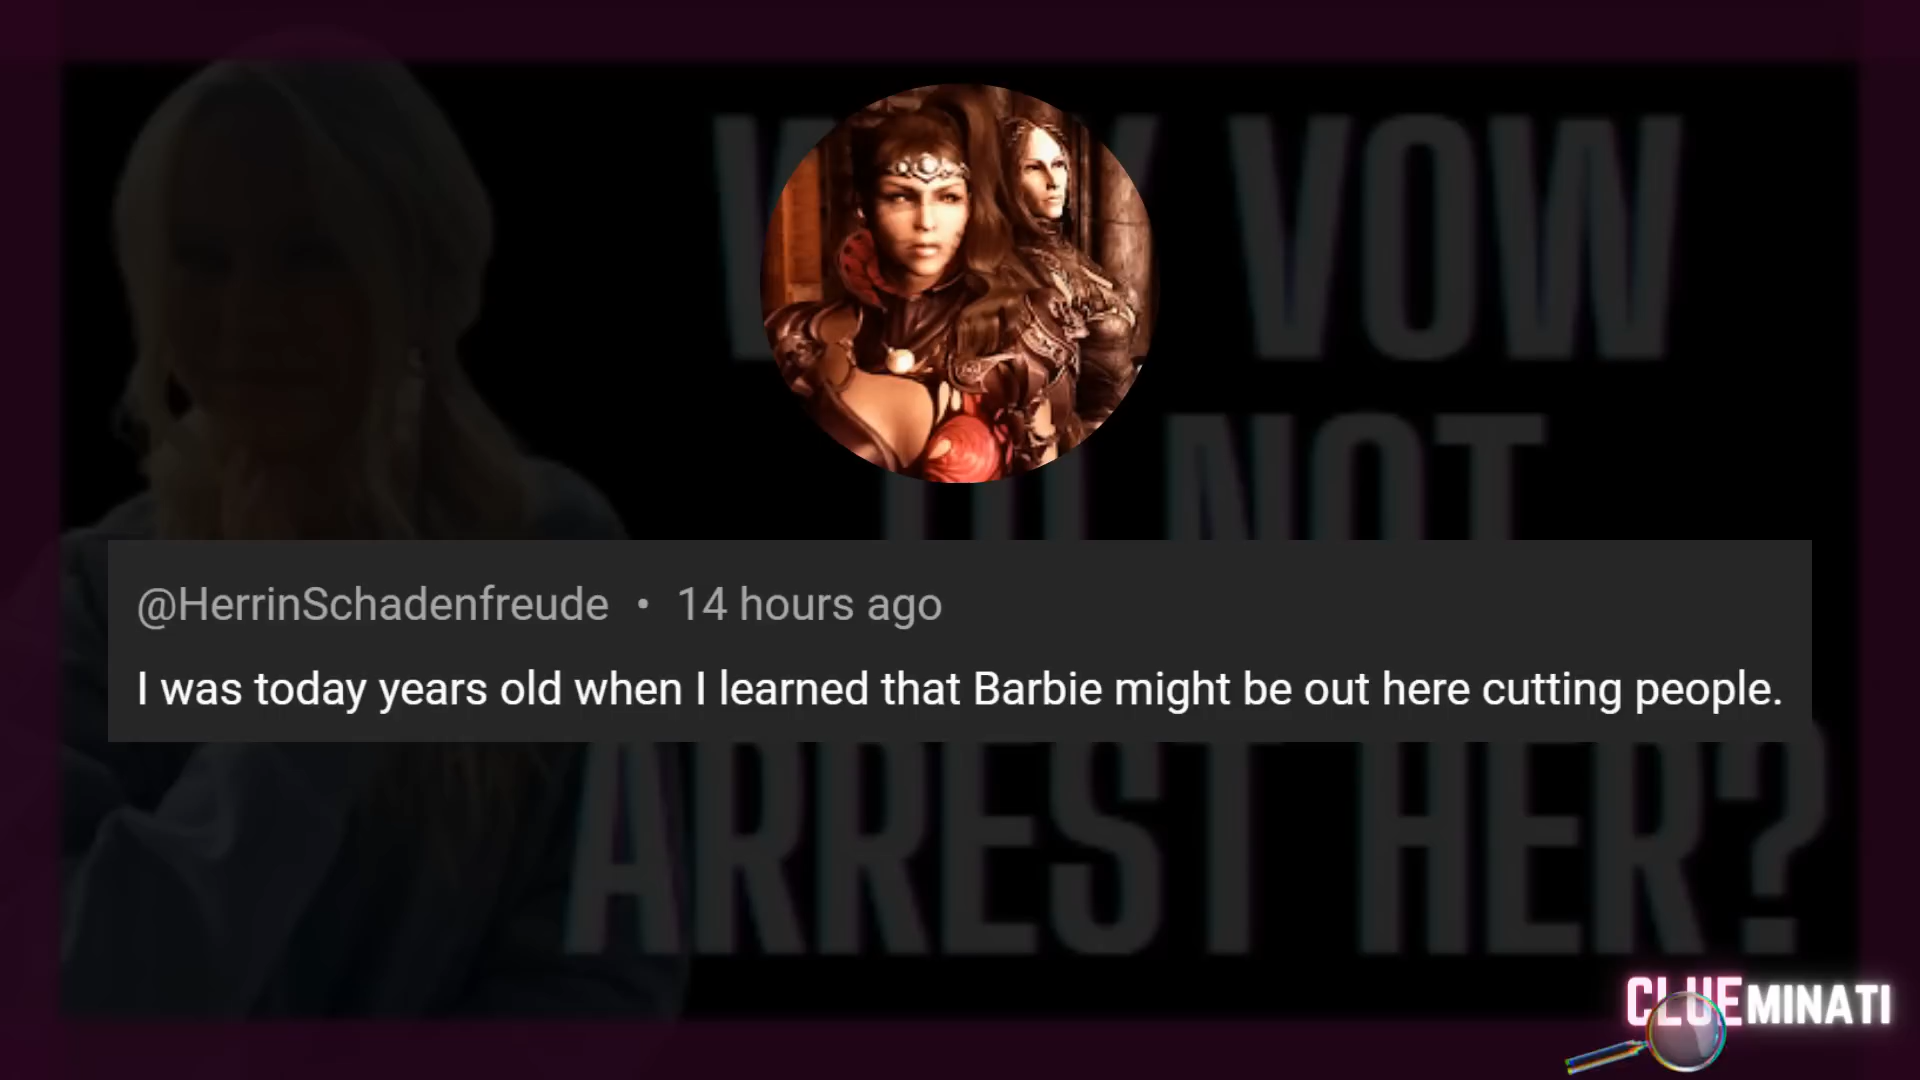 VOW
NOT
@HerrinSchadenfreude • 14 hours ago
I was today years old when I learned that Barbie might be out here cutting people.
ARREST HER?
CLUEMINATI